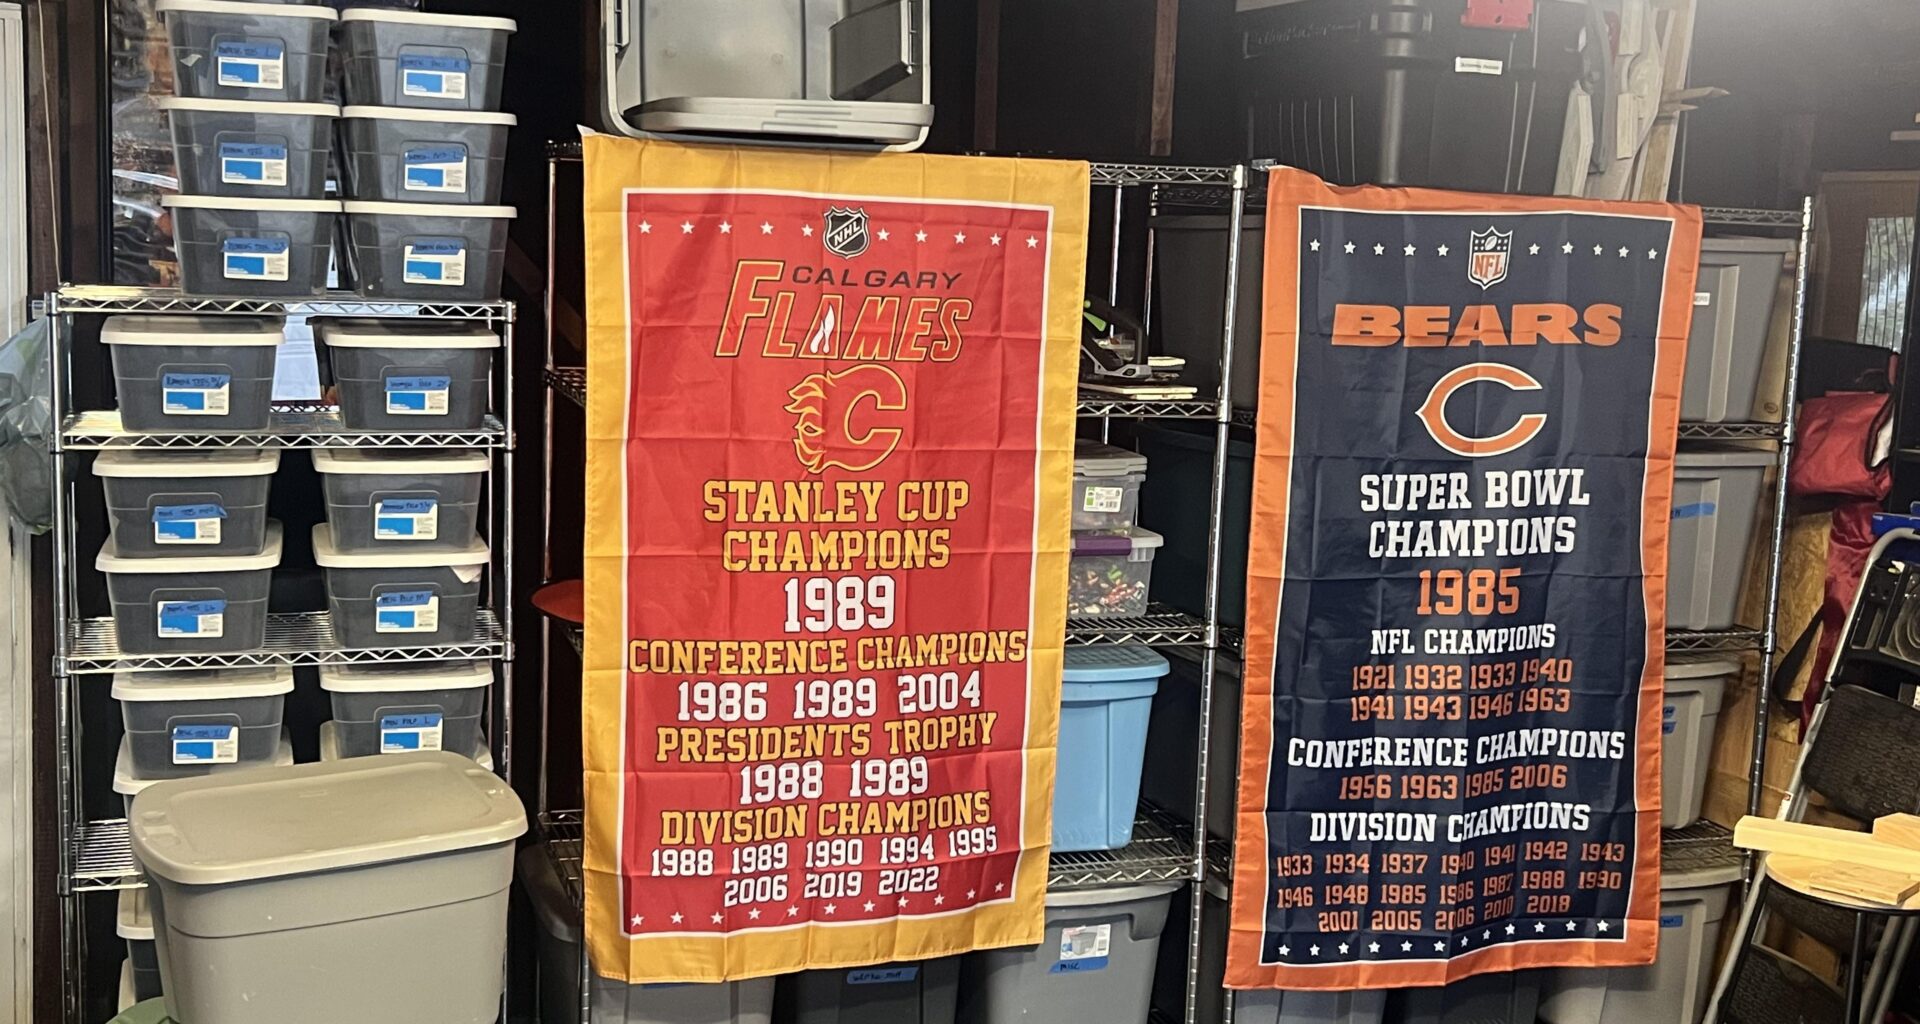 NHL
CALGARY
FLAMES
STANLEY CUP
CHAMPIONS
1989
CONFERENCE CHAMPIONS
1986 1989 2004
PRESIDENTS TROPHY
1988 1989
DIVISION CHAMPIONS
1988 1989 1990 1994 1995
2006 2019 2022
NFL
BEARS
C
SUPER BOWL
CHAMPIONS
1985
NFL CHAMPIONS
1921 1932 1933 1940
1941 1943 1946 1963
CONFERENCE CHAMPIONS
1956 1963 1985 2006
DIVISION CHAMPIONS
1933 1934 1937 1940 1941 1942 1943
1946 1948 1985 1986 1987 1988 1990
2001 2005 2006 2010 2018